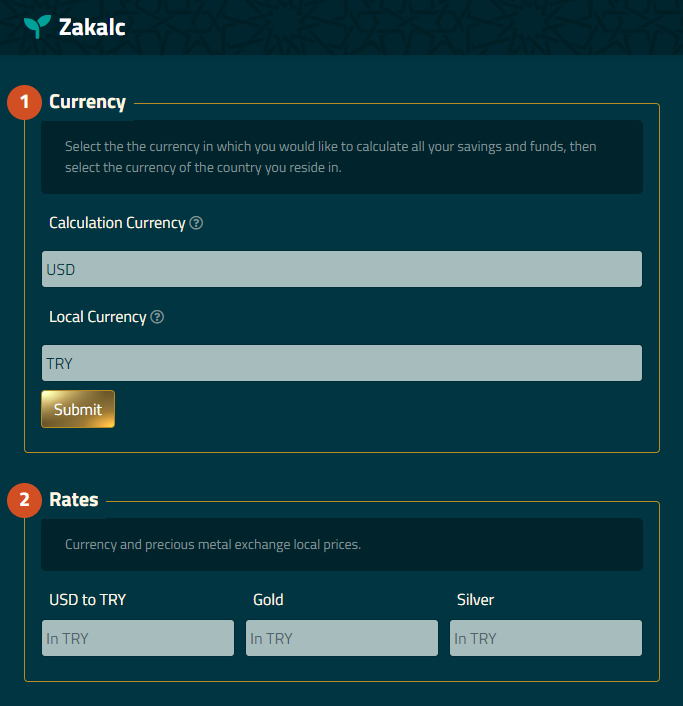 Zakalc
1 Currency
Select the the currency in which you would like to calculate all your savings and funds, then
select the currency of the country you reside in.
Calculation Currency ?
USD
Local Currency ?
TRY
Submit
2 Rates
Currency and precious metal exchange local prices.
USD to TRY Gold Silver
In TRY In TRY In TRY